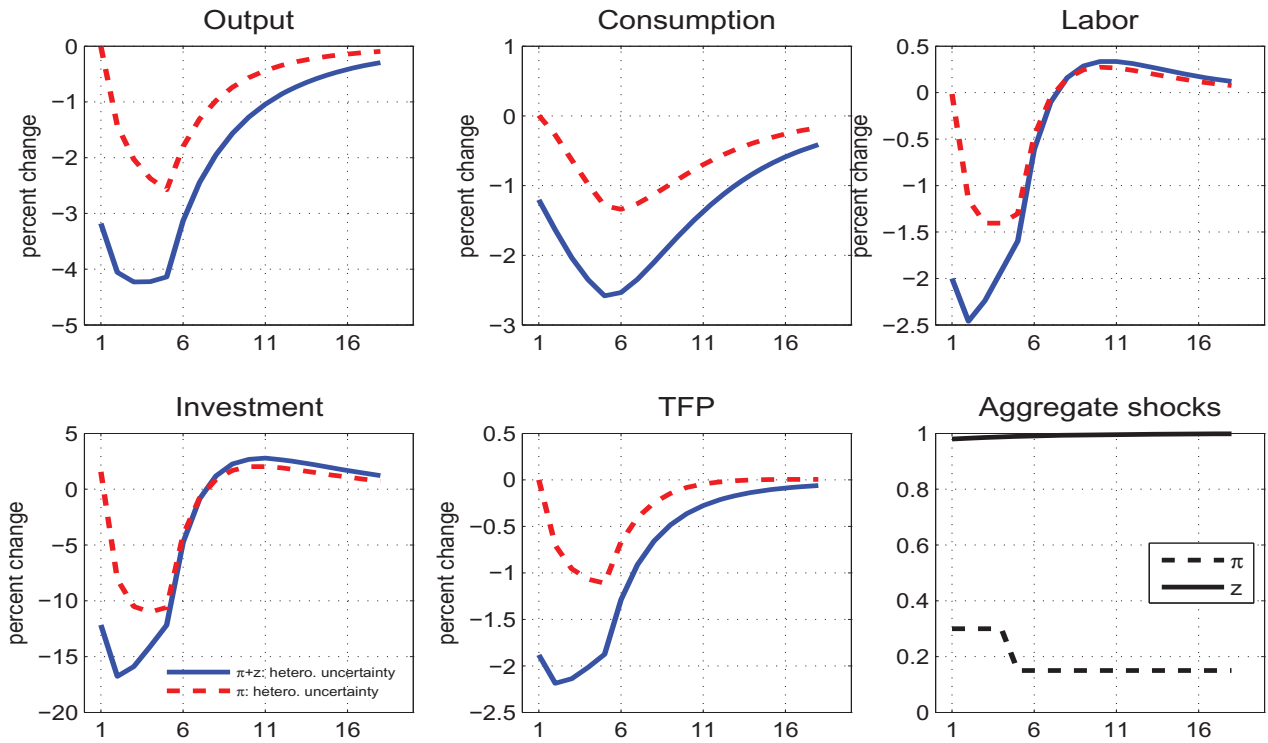 Output
percent change
0
−1
−2
−3
−4
−5
1 6 11 16
Consumption
percent change
1
0
−1
−2
−3
1 6 11 16
Labor
percent change
0.5
0
−0.5
−1
−1.5
−2
−2.5
1 6 11 16
Investment
percent change
5
0
−5
−10
−15
−20
1 6 11 16
π+z: hetero. uncertainty
π: hetero. uncertainty
TFP
percent change
0.5
0
−0.5
−1
−1.5
−2
−2.5
1 6 11 16
Aggregate shocks
1
0.8
0.6
0.4
0.2
0
1 6 11 16
π
z